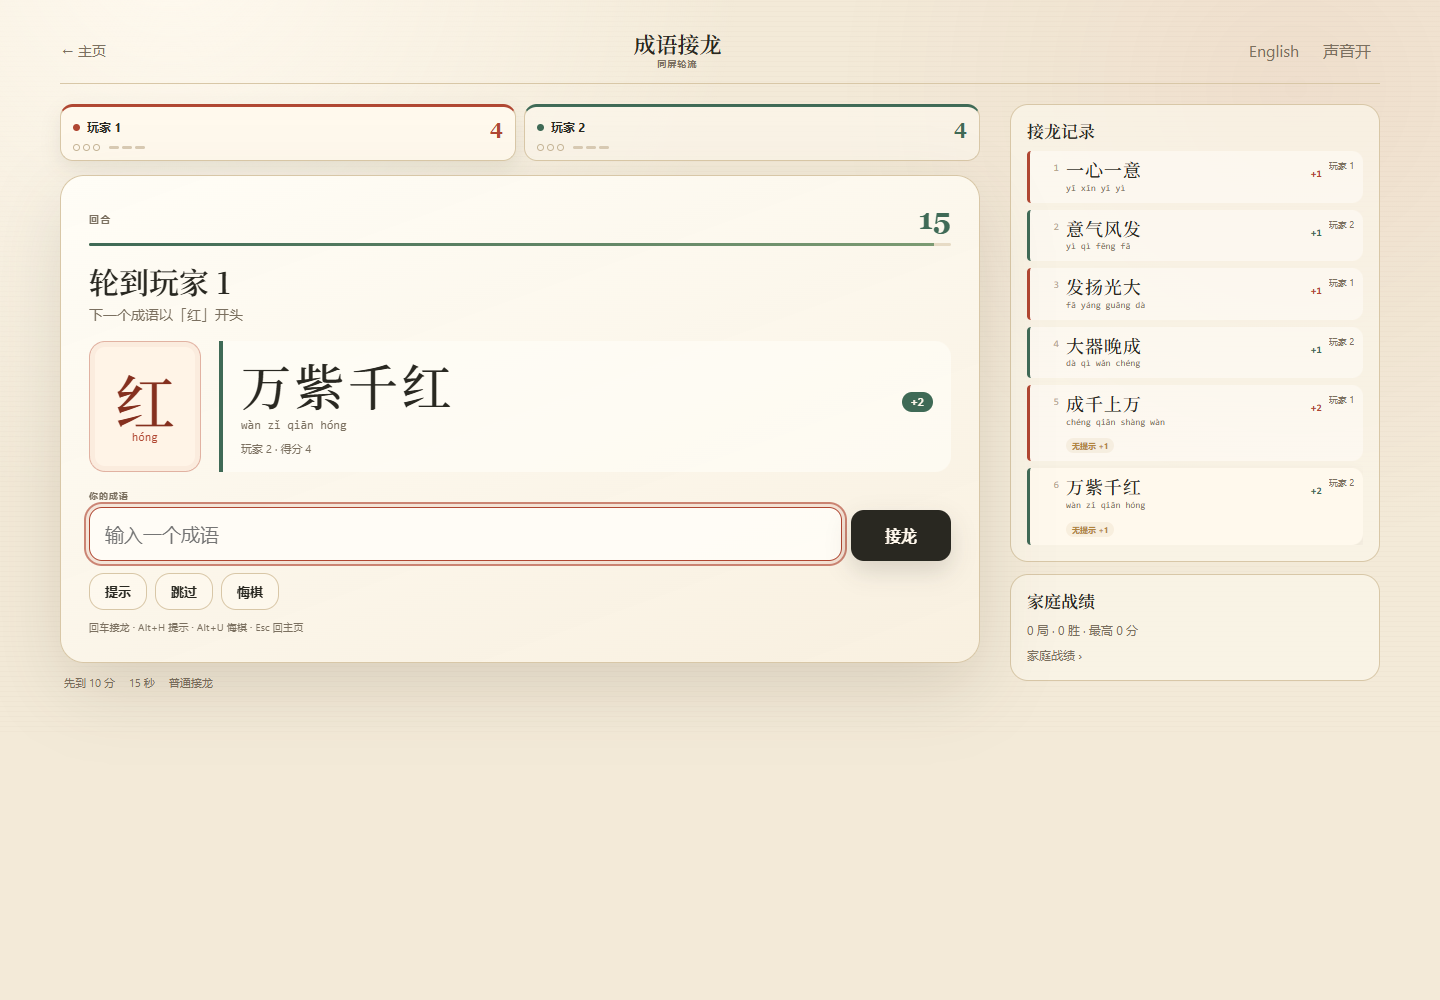 ← 主页
成语接龙
同屏轮流
English 声音开
玩家 1 4
玩家 2 4
回合 15
轮到玩家 1
下一个成语以「红」开头
红
hóng
万紫千红
wàn zǐ qiān hóng
玩家 2 · 得分 4
+2
你的成语
输入一个成语
接龙
提示 跳过 悔棋
回车接龙 · Alt+H 提示 · Alt+U 悔棋 · Esc 回主页
先到 10 分 15 秒 普通接龙
接龙记录
1 一心一意 +1 玩家 1
yī xīn yī yì
2 意气风发 +1 玩家 2
yì qì fēng fā
3 发扬光大 +1 玩家 1
fā yáng guāng dà
4 大器晚成 +1 玩家 2
dà qì wǎn chéng
5 成千上万 +2 玩家 1
chéng qiān shàng wàn
无提示 +1
6 万紫千红 +2 玩家 2
wàn zǐ qiān hóng
无提示 +1
家庭战绩
0 局 · 0 胜 · 最高 0 分
家庭战绩 ›